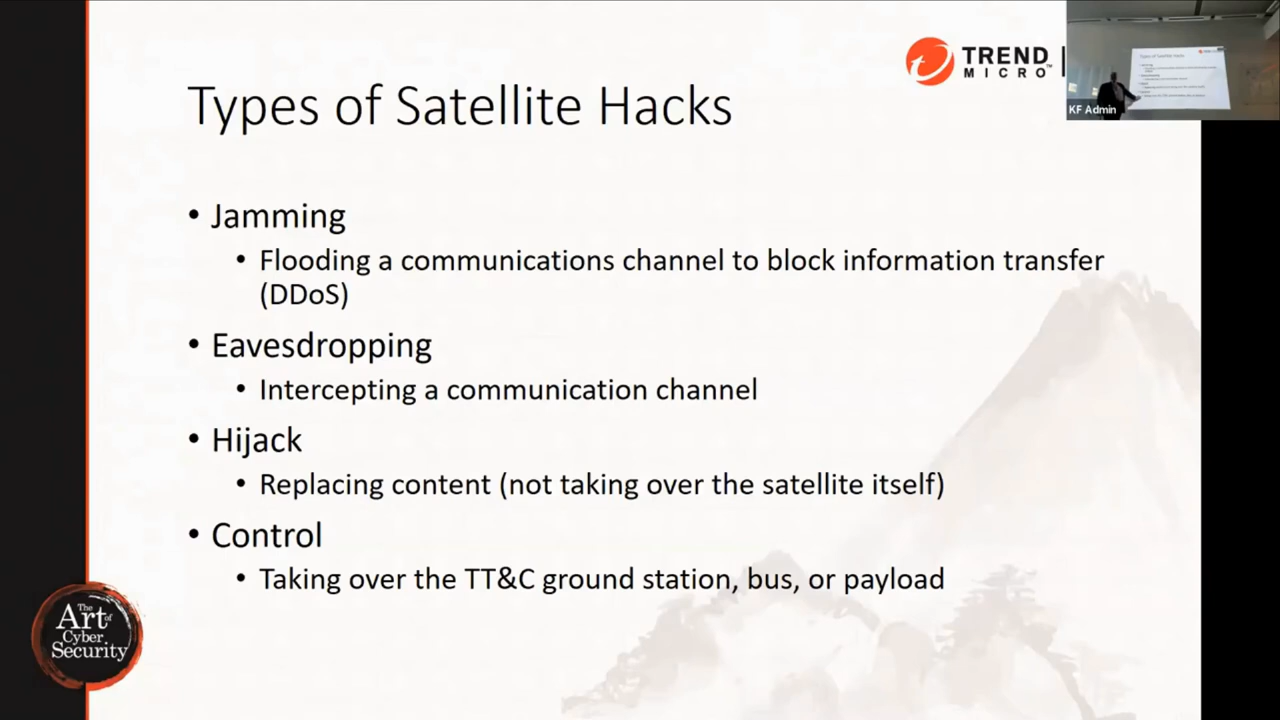 Types of Satellite Hacks
TREND
MICRO™
KF Admin
• Jamming
• Flooding a communications channel to block information transfer
(DDoS)
• Eavesdropping
• Intercepting a communication channel
• Hijack
• Replacing content (not taking over the satellite itself)
• Control
• Taking over the TT&C ground station, bus, or payload
The
Art of
Cyber
Security